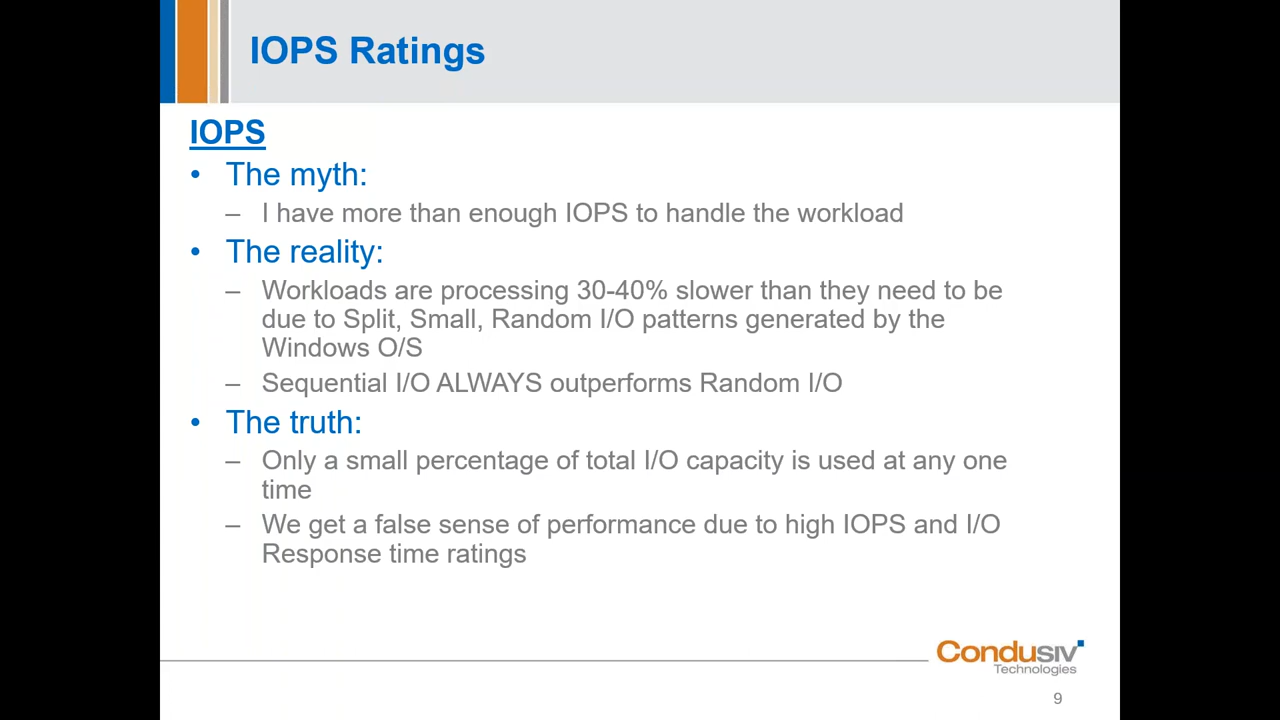 IOPS Ratings
IOPS
• The myth:
– I have more than enough IOPS to handle the workload
• The reality:
– Workloads are processing 30-40% slower than they need to be
due to Split, Small, Random I/O patterns generated by the
Windows O/S
– Sequential I/O ALWAYS outperforms Random I/O
• The truth:
– Only a small percentage of total I/O capacity is used at any one
time
– We get a false sense of performance due to high IOPS and I/O
Response time ratings
Condusiv
Technologies
9